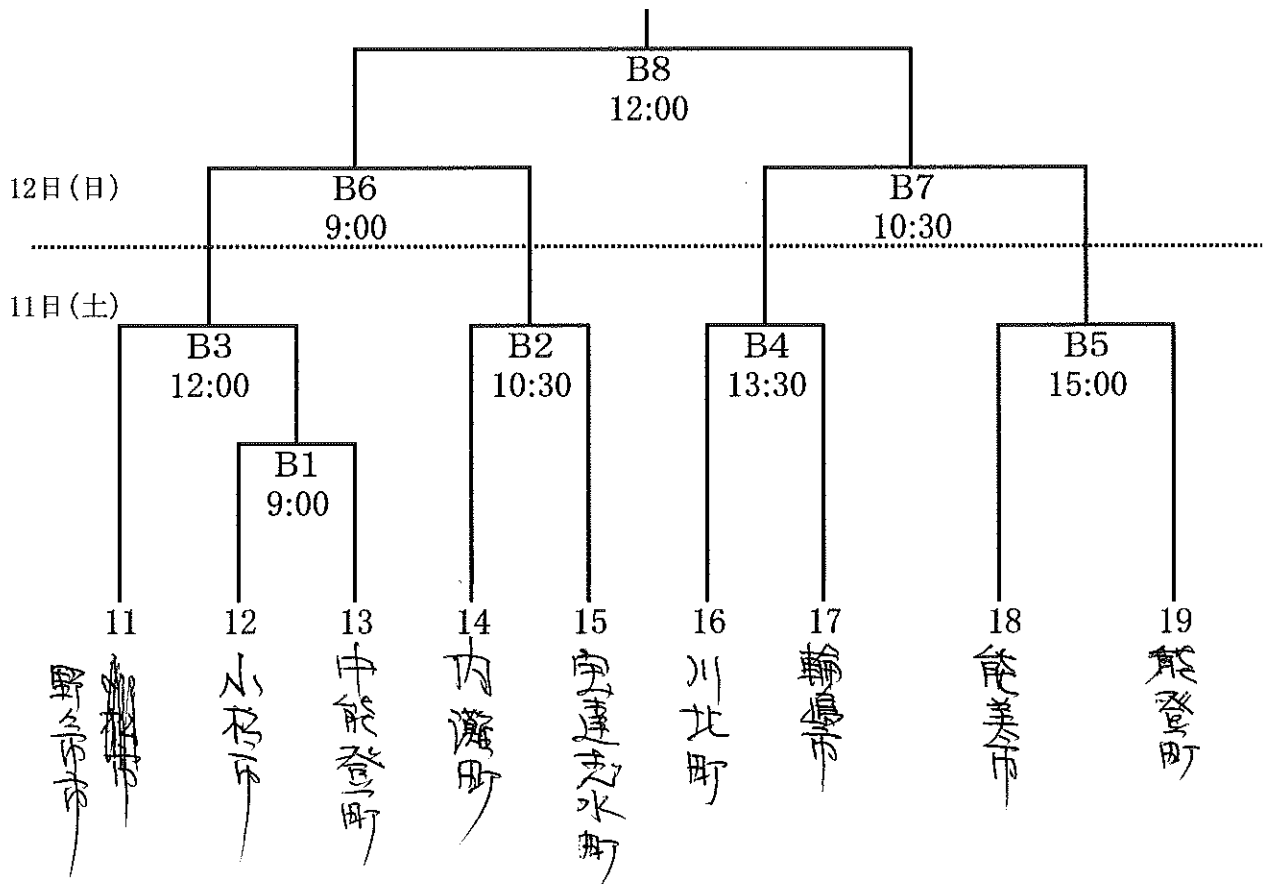 B8
12:00
12日(日)
B6
9:00
B7
10:30
11日(土)
B3
12:00
B2
10:30
B4
13:30
B5
15:00
B1
9:00
11
12
13
14
15
16
17
18
19
野々市市
小松市
中能登町
内灘町
宝達志水町
川北町
輪島市
能美市
能登町